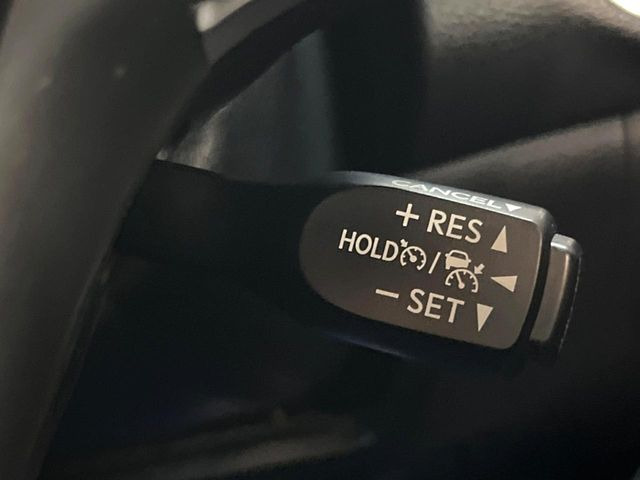 CANCEL▼
+ RES ▲
HOLD / ◀
- SET ▼